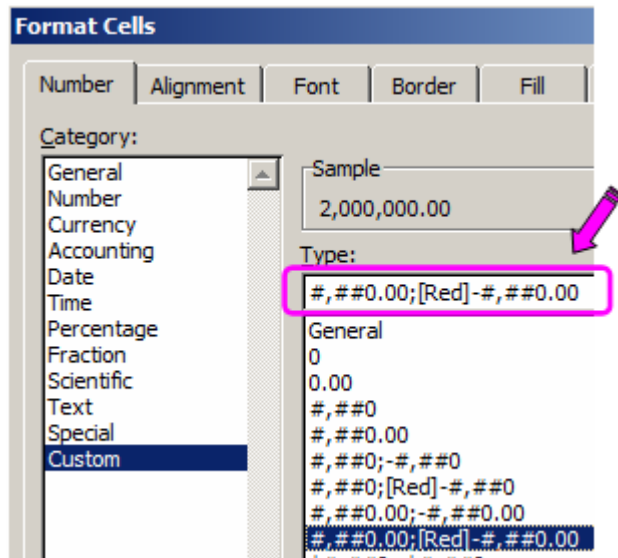 Format Cells
Number Alignment Font Border Fill
Category:
General
Number
Currency
Accounting
Date
Time
Percentage
Fraction
Scientific
Text
Special
Custom
Sample
2,000,000.00
Type:
#,##0.00;[Red]-#,##0.00
General
0
0.00
#,##0
#,##0.00
#,##0;-#,##0
#,##0;[Red]-#,##0
#,##0.00;-#,##0.00
#,##0.00;[Red]-#,##0.00